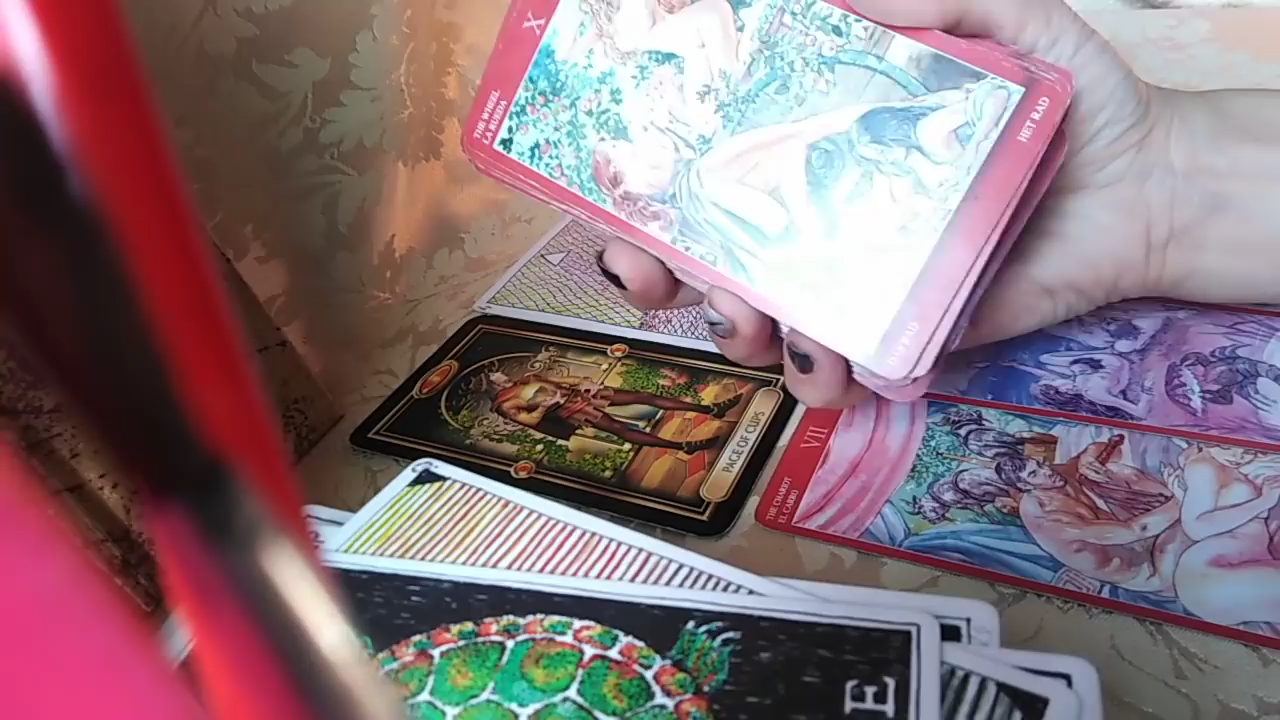 X
THE WHEEL
LA RUEDA
HET RAD
PAGE OF CUPS
VII
THE CHARIOT
EL CARRO
E